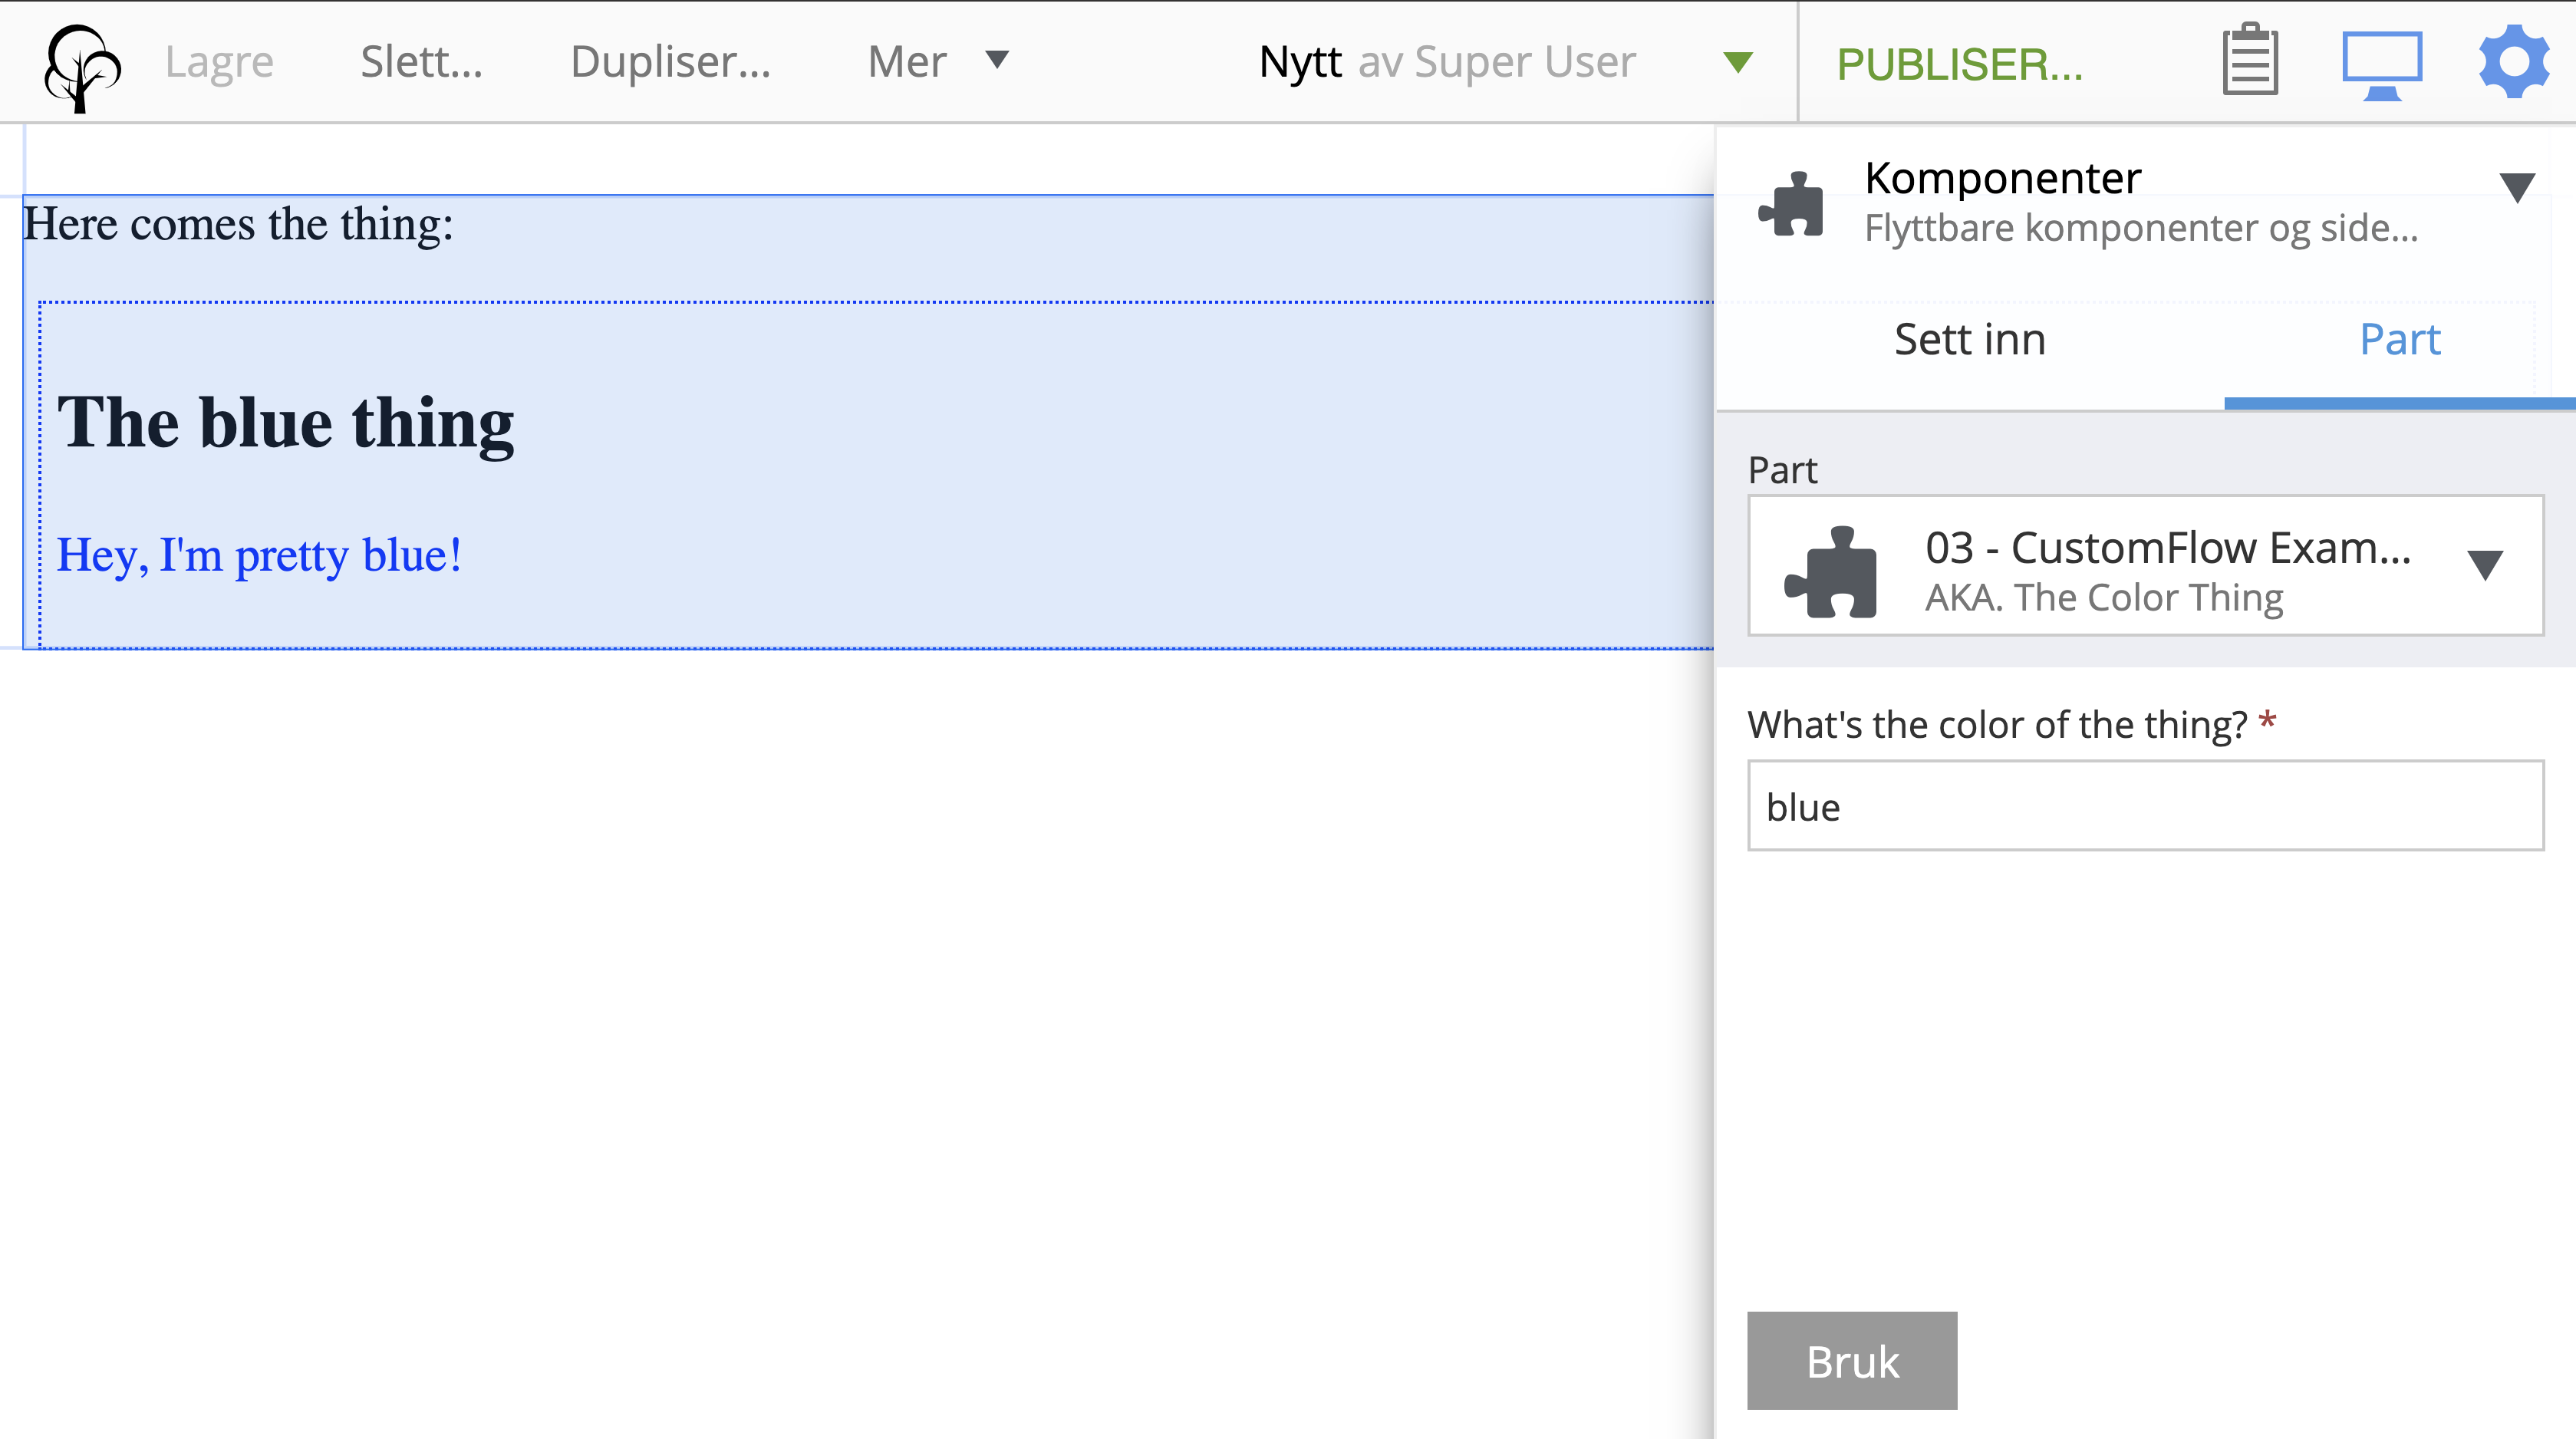 Lagre Slett... Dupliser... Mer Nytt av Super User PUBLISER...
Here comes the thing:
The blue thing
Hey, I'm pretty blue!
Komponenter
Flyttbare komponenter og side...
Sett inn Part
Part
03 - CustomFlow Exam...
AKA. The Color Thing
What's the color of the thing? *
blue
Bruk